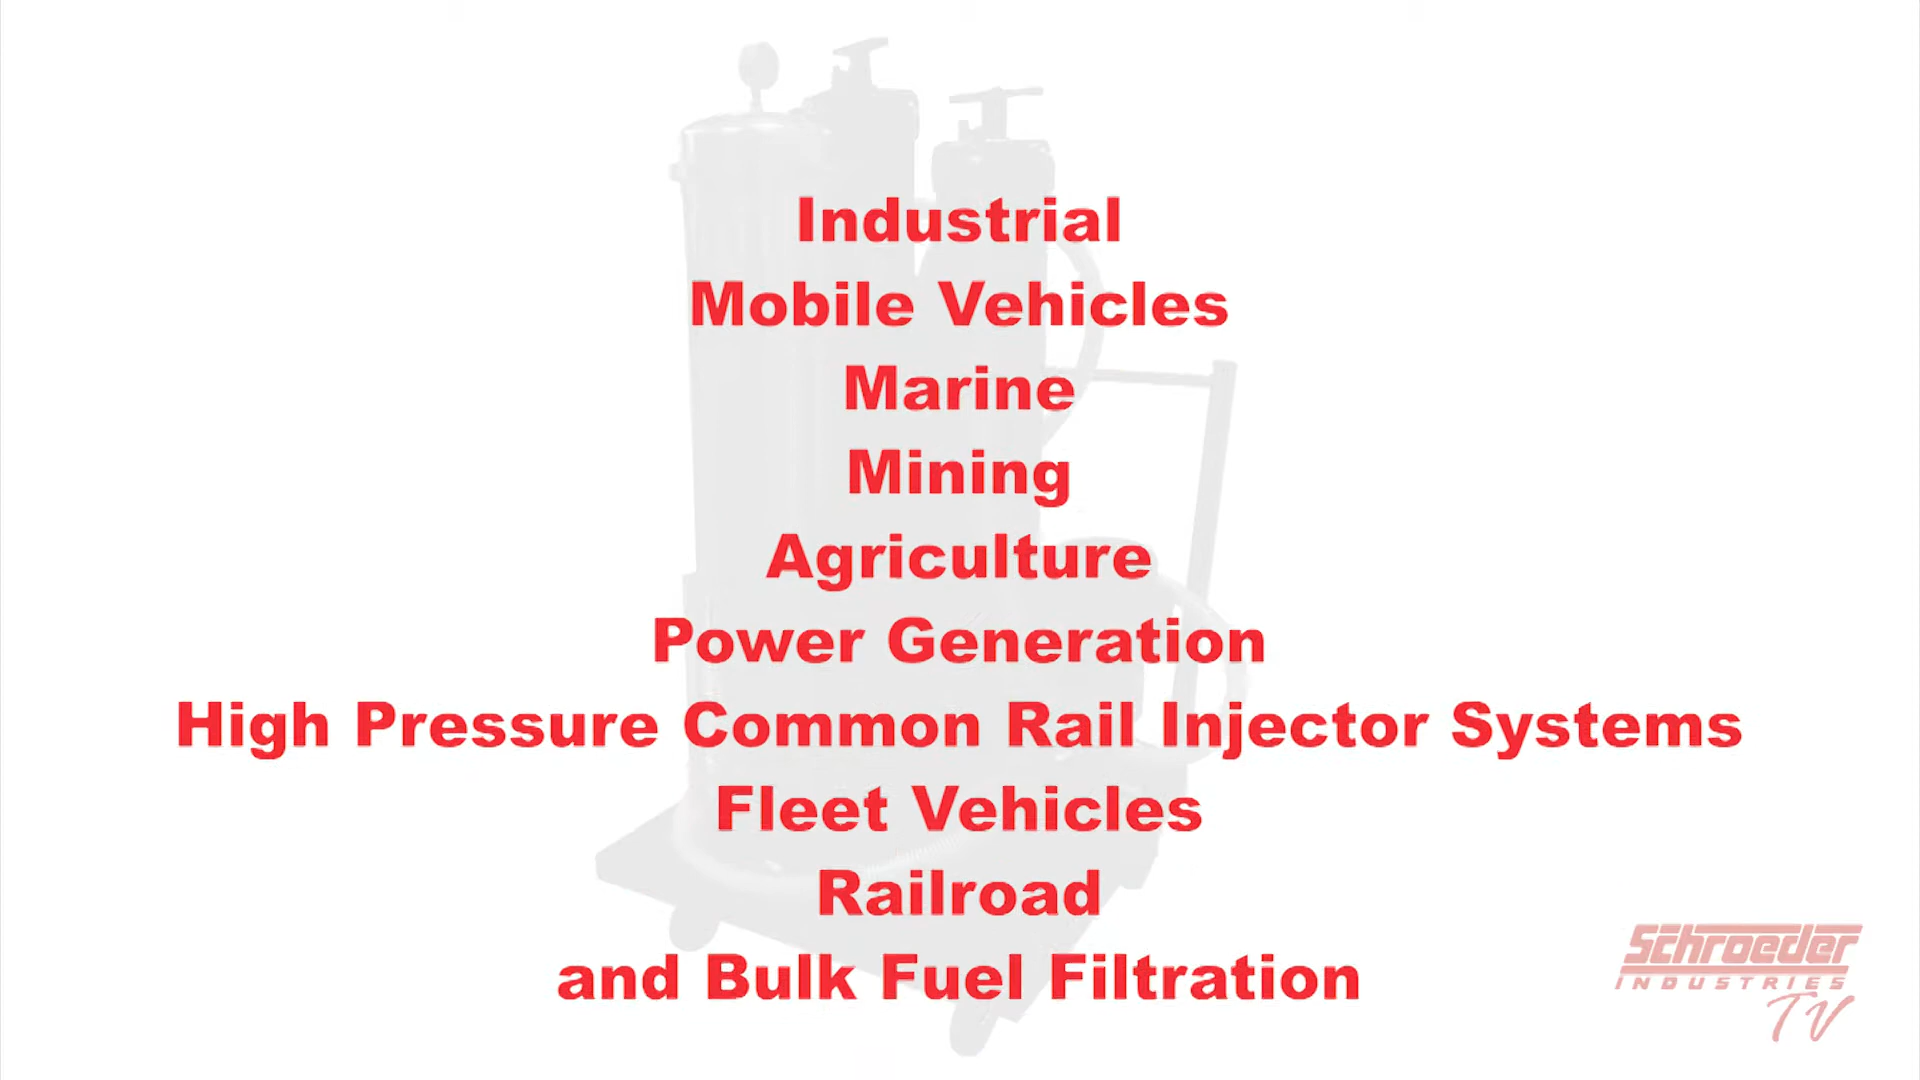 Industrial
Mobile Vehicles
Marine
Mining
Agriculture
Power Generation
High Pressure Common Rail Injector Systems
Fleet Vehicles
Railroad
and Bulk Fuel Filtration
Schroeder
INDUSTRIES
TV